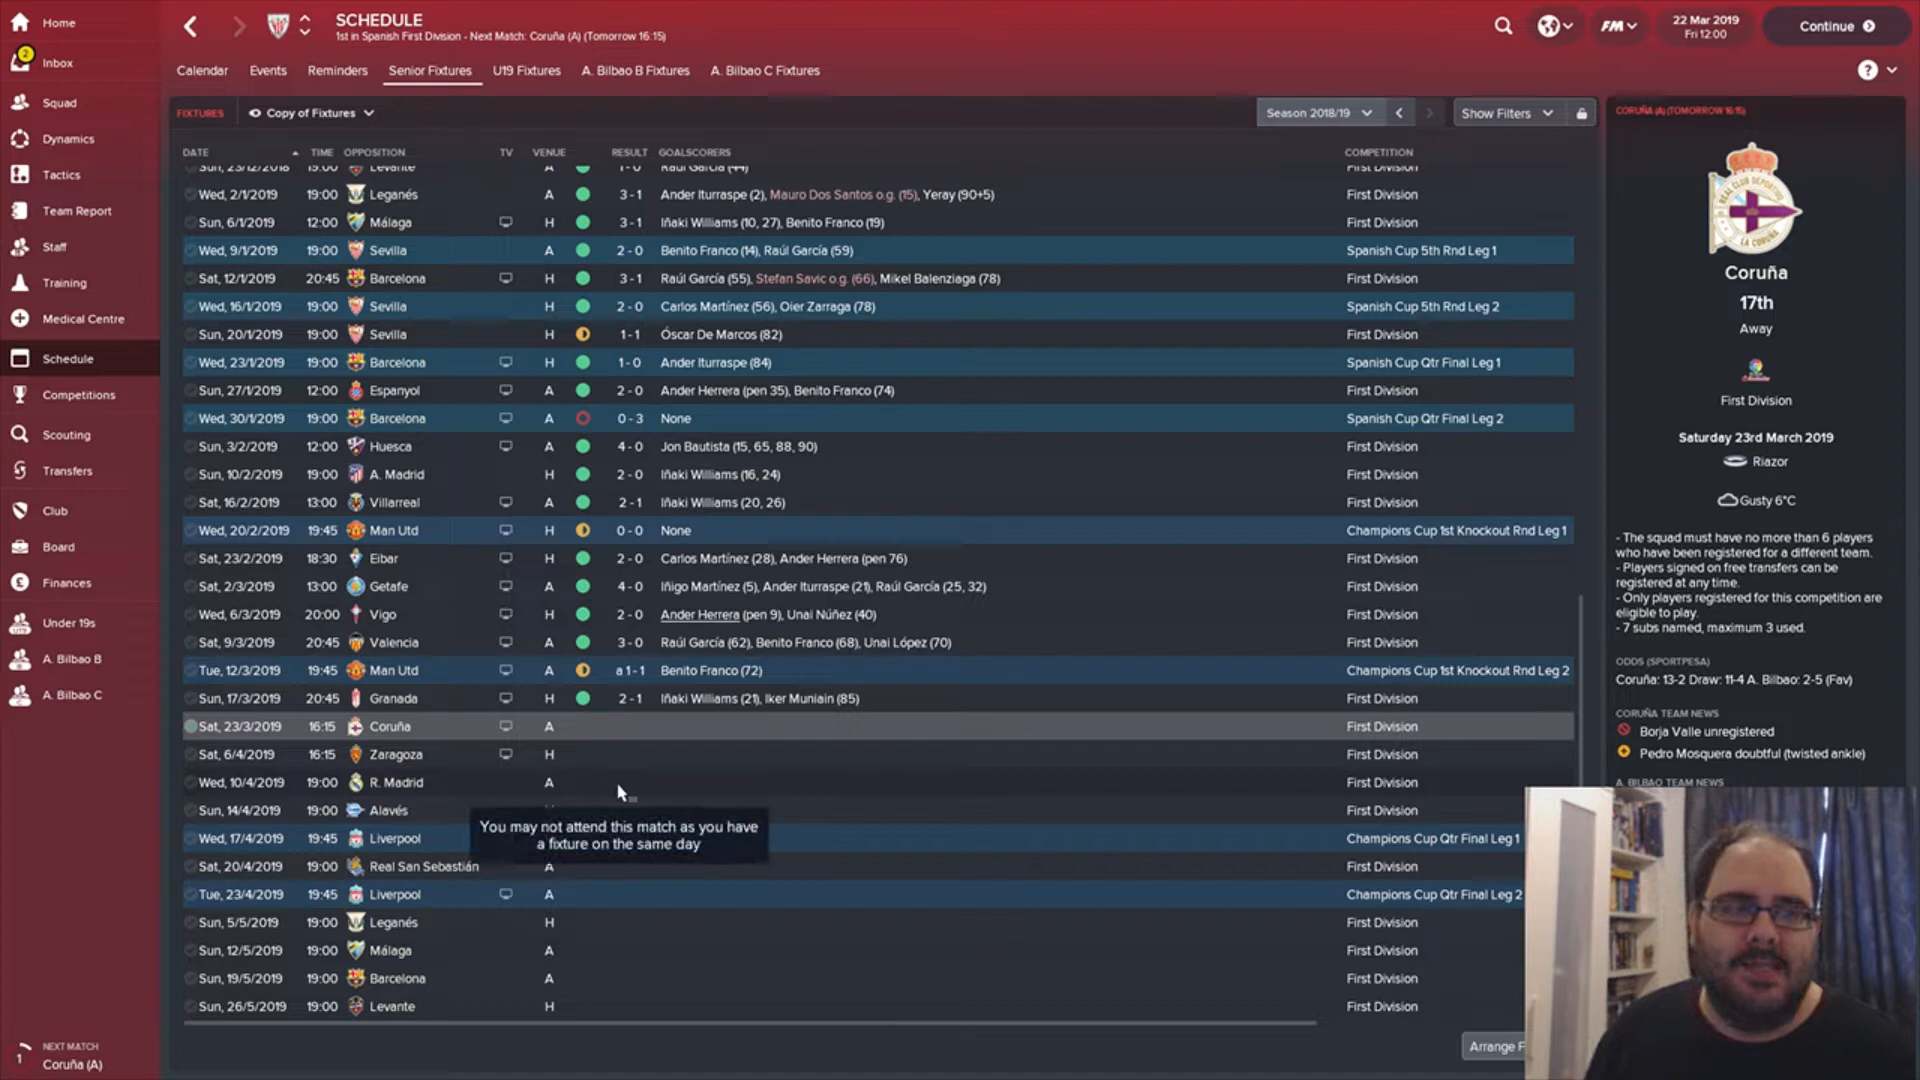 Home
2
Inbox
Squad
Dynamics
Tactics
Team Report
Staff
Training
Medical Centre
Schedule
Competitions
Scouting
Transfers
Club
Board
Finances
Under 19s
A. Bilbao B
A. Bilbao C
1 NEXT MATCH
Coruña (A)
SCHEDULE
1st in Spanish First Division - Next Match: Coruña (A) (Tomorrow 16:15)
FM
22 Mar 2019
Fri 12:00
Continue
Calendar Events Reminders Senior Fixtures U19 Fixtures A. Bilbao B Fixtures A. Bilbao C Fixtures
?
FIXTURES Copy of Fixtures Season 2018/19 Show Filters
DATE TIME OPPOSITION TV VENUE RESULT GOALSCORERS COMPETITION
Sun, 23/12/2018 19:00 Levante A 1-0 Raúl García (44) First Division
Wed, 2/1/2019 19:00 Leganés A 3-1 Ander Iturraspe (2), Mauro Dos Santos o.g. (15), Yeray (90+5) First Division
Sun, 6/1/2019 12:00 Málaga H 3-1 Iñaki Williams (10, 27), Benito Franco (19) First Division
Wed, 9/1/2019 19:00 Sevilla A 2-0 Benito Franco (14), Raúl García (59) Spanish Cup 5th Rnd Leg 1
Sat, 12/1/2019 20:45 Barcelona H 3-1 Raúl García (55), Stefan Savic o.g. (66), Mikel Balenziaga (78) First Division
Wed, 16/1/2019 19:00 Sevilla H 2-0 Carlos Martínez (56), Oier Zarraga (78) Spanish Cup 5th Rnd Leg 2
Sun, 20/1/2019 19:00 Sevilla H 1-1 Óscar De Marcos (82) First Division
Wed, 23/1/2019 19:00 Barcelona H 1-0 Ander Iturraspe (84) Spanish Cup Qtr Final Leg 1
Sun, 27/1/2019 12:00 Espanyol A 2-0 Ander Herrera (pen 35), Benito Franco (74) First Division
Wed, 30/1/2019 19:00 Barcelona A 0-3 None Spanish Cup Qtr Final Leg 2
Sun, 3/2/2019 12:00 Huesca A 4-0 Jon Bautista (15, 65, 88, 90) First Division
Sun, 10/2/2019 19:00 A. Madrid H 2-0 Iñaki Williams (16, 24) First Division
Sat, 16/2/2019 13:00 Villarreal A 2-1 Iñaki Williams (20, 26) First Division
Wed, 20/2/2019 19:45 Man Utd H 0-0 None Champions Cup 1st Knockout Rnd Leg 1
Sat, 23/2/2019 18:30 Eibar H 2-0 Carlos Martínez (28), Ander Herrera (pen 76) First Division
Sat, 2/3/2019 13:00 Getafe A 4-0 Iñigo Martínez (5), Ander Iturraspe (21), Raúl García (25, 32) First Division
Wed, 6/3/2019 20:00 Vigo H 2-0 Ander Herrera (pen 9), Unai Núñez (40) First Division
Sat, 9/3/2019 20:45 Valencia A 3-0 Raúl García (62), Benito Franco (68), Unai López (70) First Division
Tue, 12/3/2019 19:45 Man Utd A a 1-1 Benito Franco (72) Champions Cup 1st Knockout Rnd Leg 2
Sun, 17/3/2019 20:45 Granada H 2-1 Iñaki Williams (21), Iker Muniain (85) First Division
Sat, 23/3/2019 16:15 Coruña A First Division
Sat, 6/4/2019 16:15 Zaragoza H First Division
Wed, 10/4/2019 19:00 R. Madrid A First Division
Sun, 14/4/2019 19:00 Alavés First Division
Wed, 17/4/2019 19:45 Liverpool Champions Cup Qtr Final Leg 1
You may not attend this match as you have
a fixture on the same day
Sat, 20/4/2019 19:00 Real San Sebastián A First Division
Tue, 23/4/2019 19:45 Liverpool A Champions Cup Qtr Final Leg 2
Sun, 5/5/2019 19:00 Leganés H First Division
Sun, 12/5/2019 19:00 Málaga A First Division
Sun, 19/5/2019 19:00 Barcelona A First Division
Sun, 26/5/2019 19:00 Levante H First Division
Arrange F
CORUÑA (A) (TOMORROW 16:15)
REAL CLUB DEPORTIVO
LA CORUÑA
Coruña
17th
Away
First Division
Saturday 23rd March 2019
Riazor
Gusty 6°C
- The squad must have no more than 6 players
who have been registered for a different team.
- Players signed on free transfers can be
registered at any time.
- Only players registered for this competition are
eligible to play.
- 7 subs named, maximum 3 used.
ODDS (SPORTPESA)
Coruña: 13-2 Draw: 11-4 A. Bilbao: 2-5 (Fav)
CORUÑA TEAM NEWS
Borja Valle unregistered
Pedro Mosquera doubtful (twisted ankle)
A. BILBAO TEAM NEWS